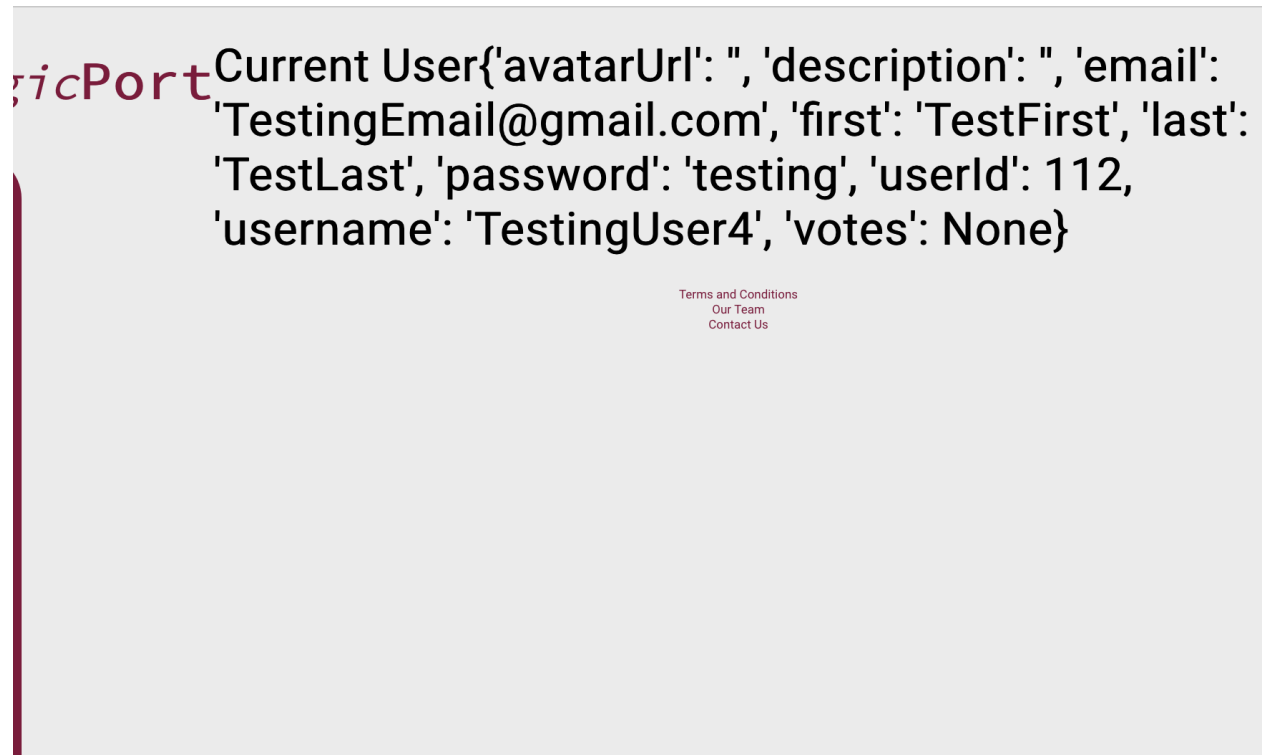 gicPort
Current User{'avatarUrl': '', 'description': '', 'email':
'TestingEmail@gmail.com', 'first': 'TestFirst', 'last':
'TestLast', 'password': 'testing', 'userId': 112,
'username': 'TestingUser4', 'votes': None}
Terms and Conditions
Our Team
Contact Us